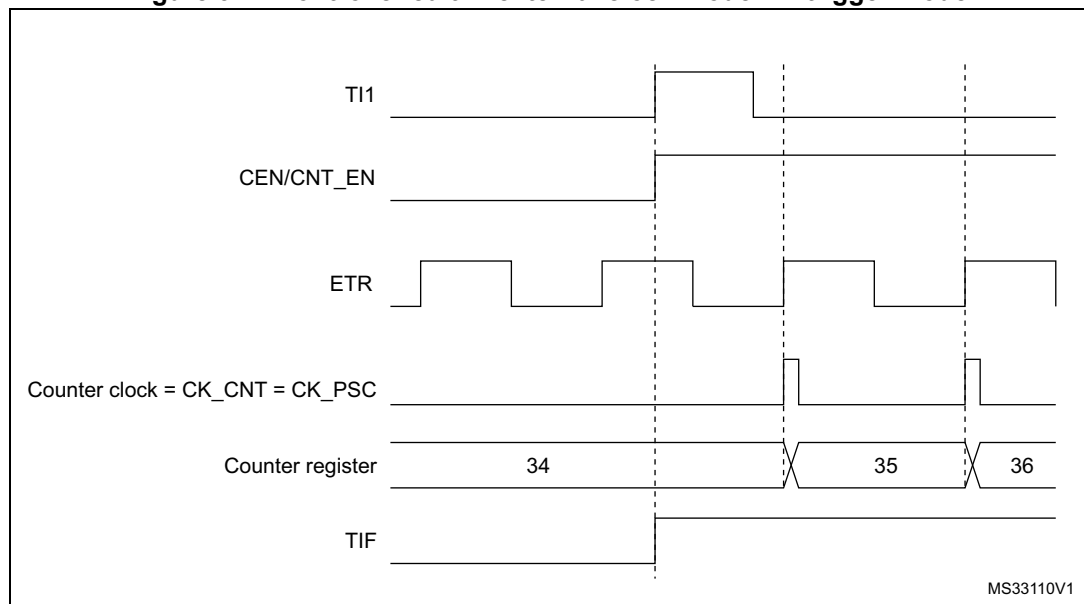 TI1
CEN/CNT_EN
ETR
Counter clock = CK_CNT = CK_PSC
Counter register 34 35 36
TIF
MS33110V1